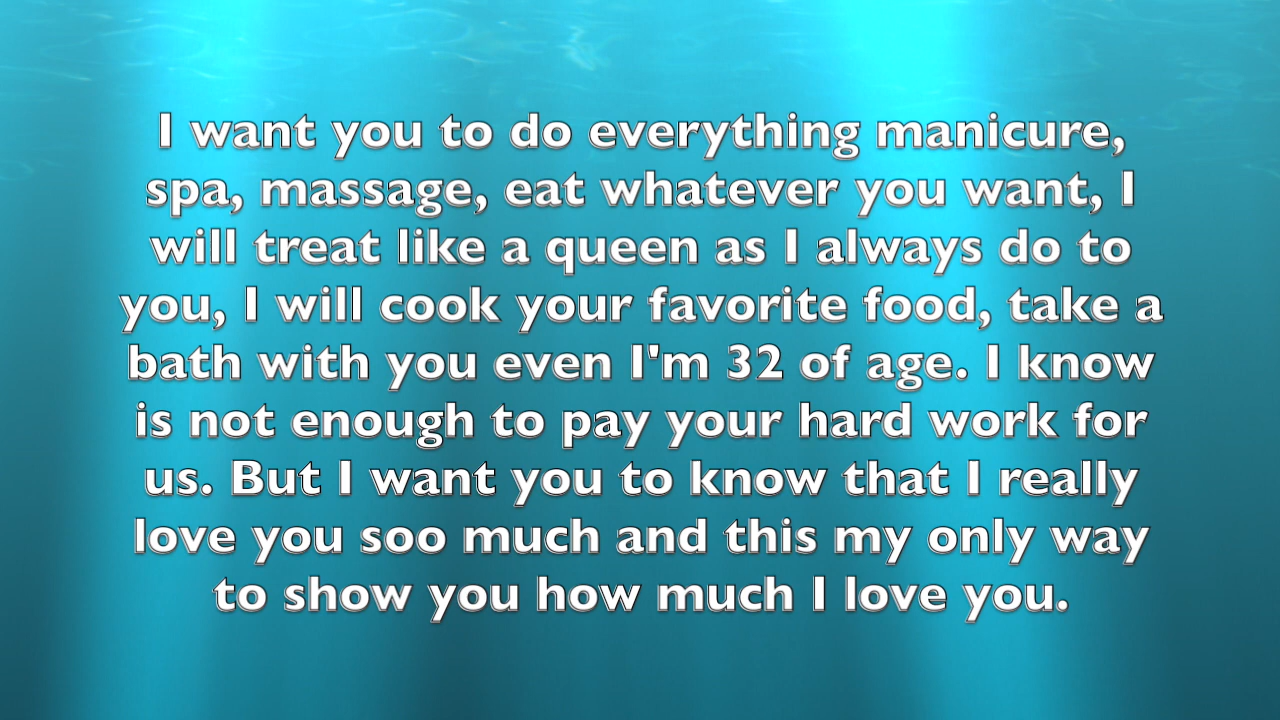 I want you to do everything manicure,
spa, massage, eat whatever you want, I
will treat like a queen as I always do to
you, I will cook your favorite food, take a
bath with you even I'm 32 of age. I know
is not enough to pay your hard work for
us. But I want you to know that I really
love you soo much and this my only way
to show you how much I love you.